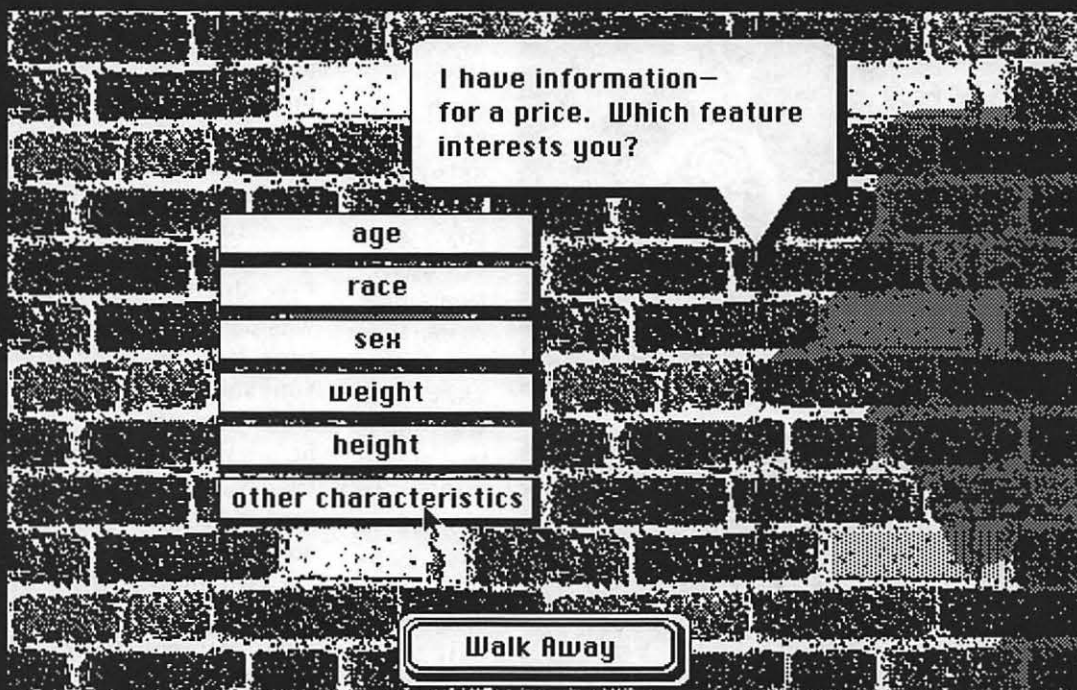 I have information—
for a price. Which feature
interests you?
age
race
sex
weight
height
other characteristics
Walk Away